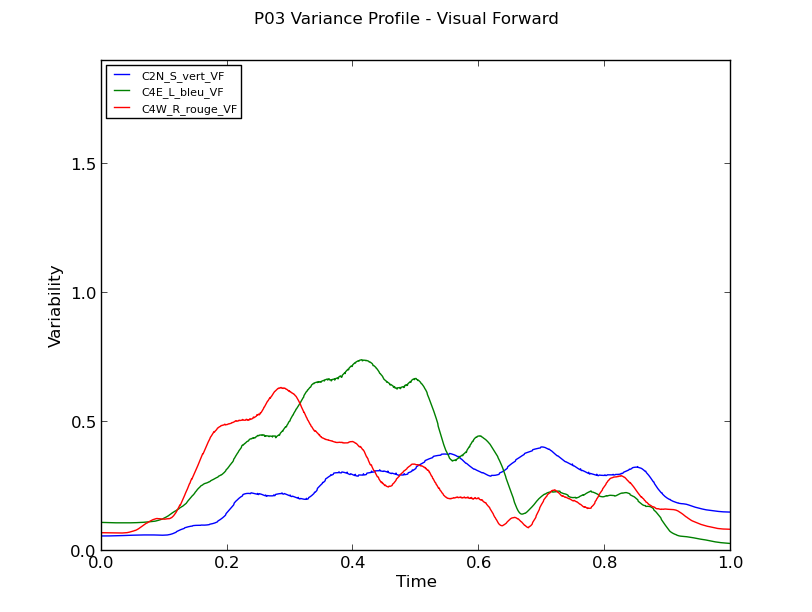 P03 Variance Profile - Visual Forward
C2N_S_vert_VF
C4E_L_bleu_VF
C4W_R_rouge_VF
1.5
1.0
0.5
0.0
Variability
0.0 0.2 0.4 0.6 0.8 1.0
Time